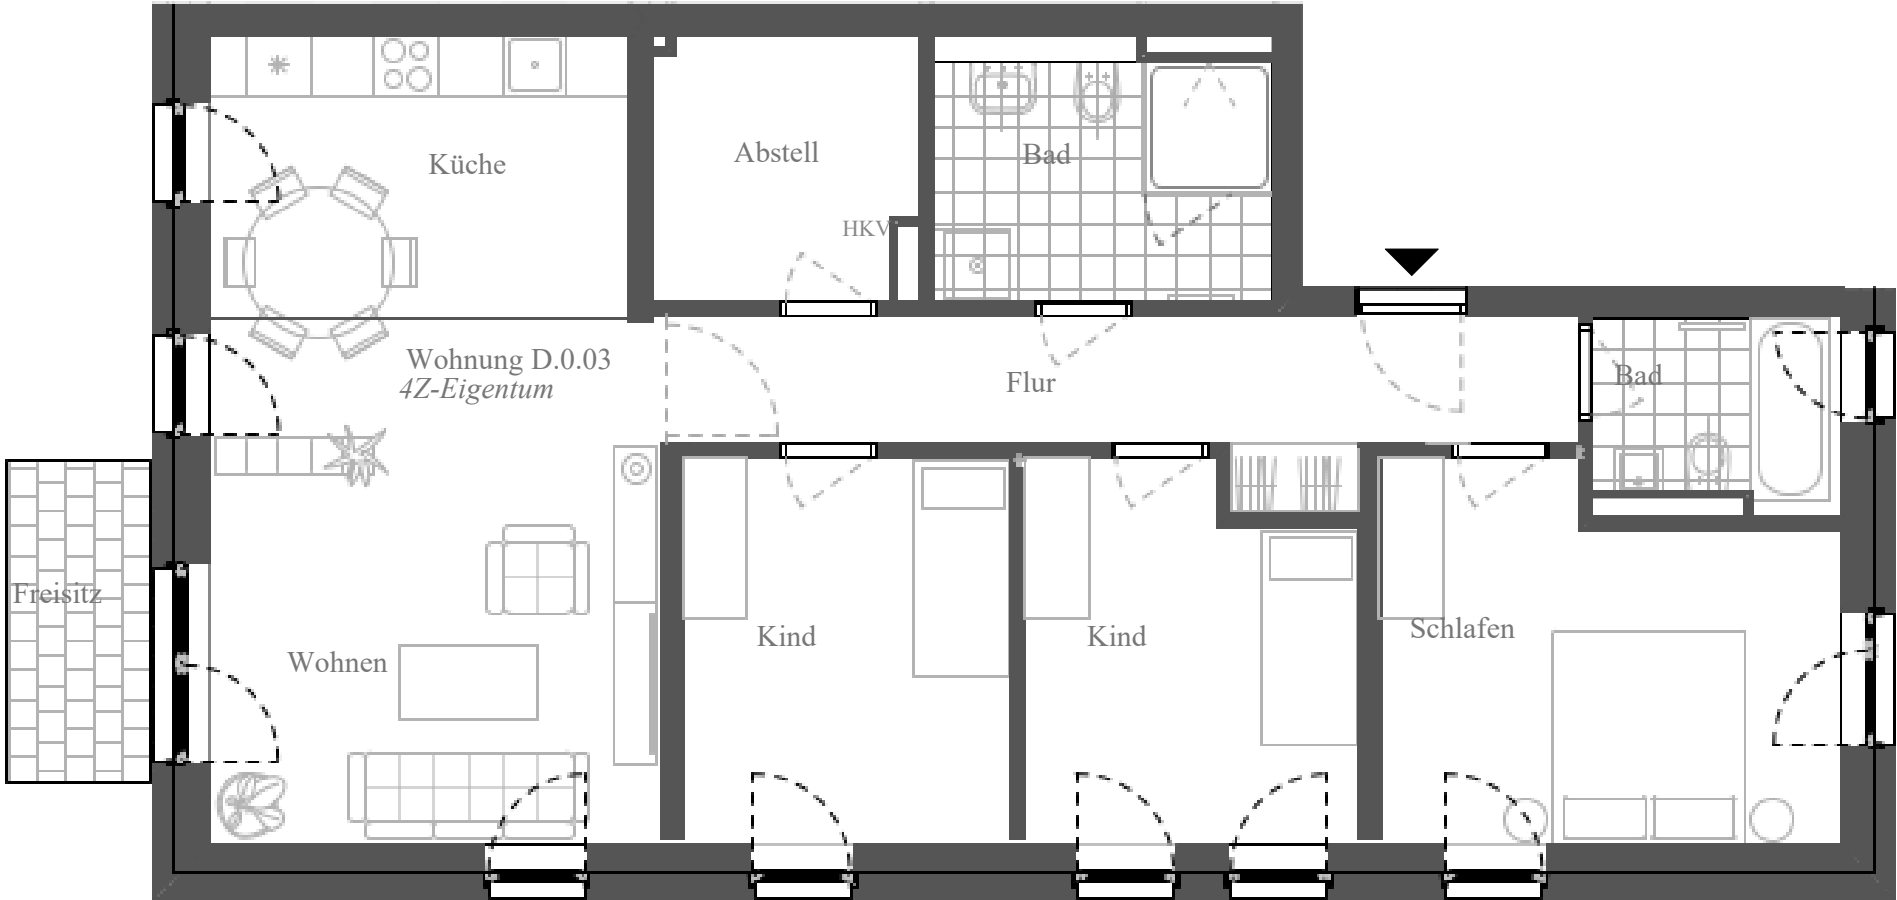 Küche
Abstell
Bad
HKV
Wohnung D.0.03
4Z-Eigentum
Flur
Bad
Freisitz
Wohnen
Kind
Kind
Schlafen